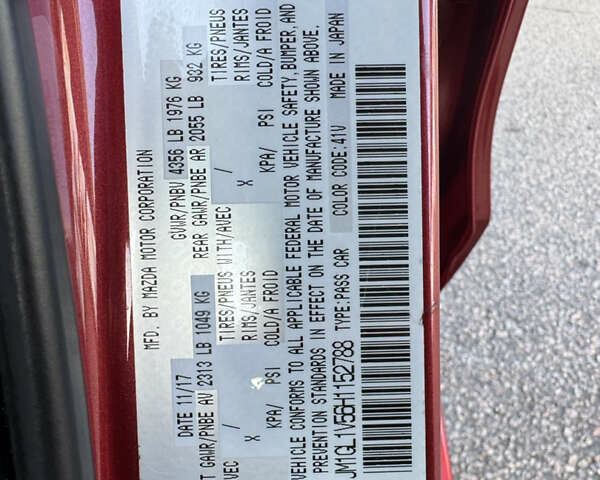 MFD. BY MAZDA MOTOR CORPORATION
DATE 11/17 GVWR/PNBV 4356 LB 1976 KG
T GAWR/PNBE AV 2313 LB 1049 KG REAR GAWR/PNBE AR 2055 LB 932 KG
TIRES/PNEUS WITH/AVEC / TIRES/PNEUS
VEC / X RIMS/JANTES X RIMS/JANTES
KPA/ PSI COLD/A FROID KPA/ PSI COLD/A FROID
VEHICLE CONFORMS TO ALL APPLICABLE FEDERAL MOTOR VEHICLE SAFETY, BUMPER, AND
PREVENTION STANDARDS IN EFFECT ON THE DATE OF MANUFACTURE SHOWN ABOVE.
JM1GL1V56H1152788 TYPE:PASS CAR COLOR CODE:41V MADE IN JAPAN